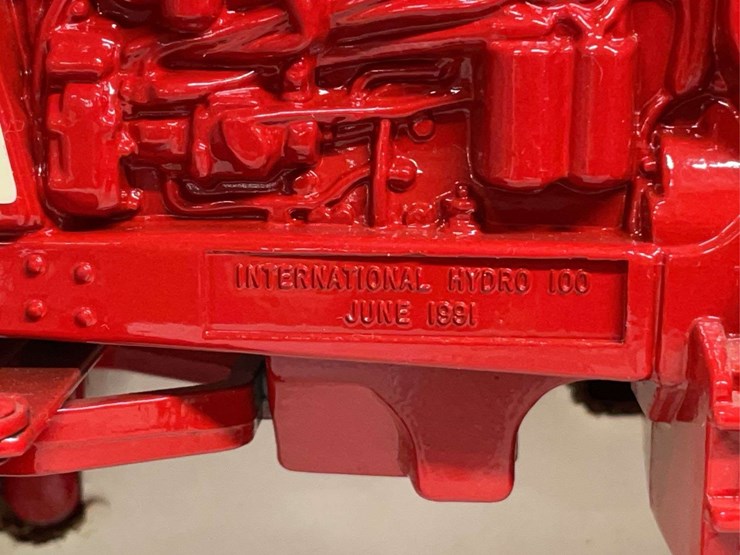 INTERNATIONAL HYDRO 100
JUNE 1991